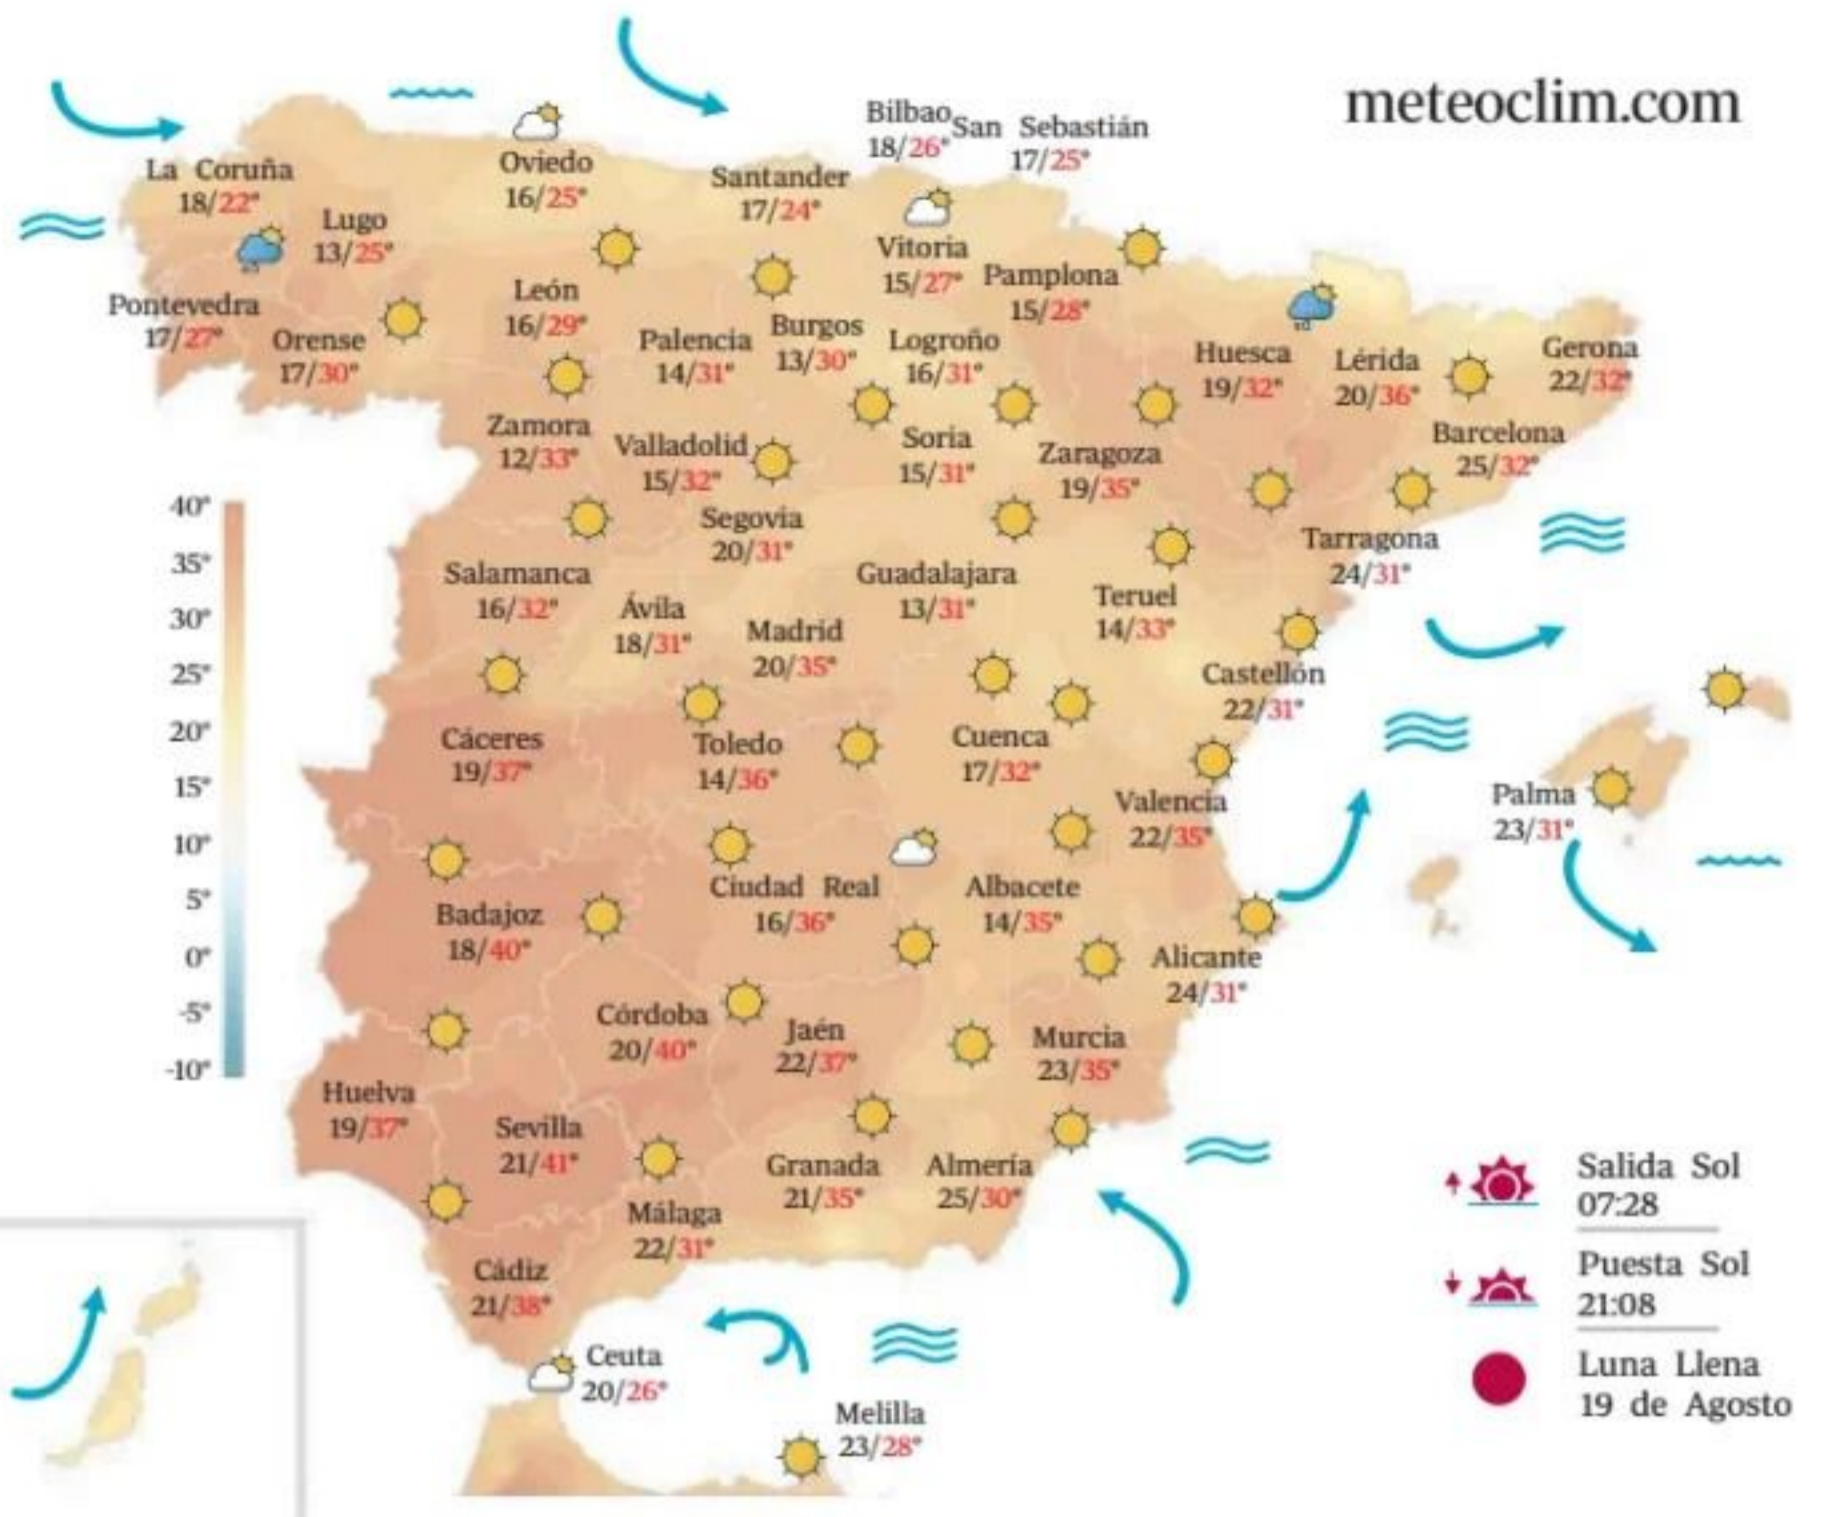 meteoclim.com
Bilbao
18/26°
San Sebastián
17/25°
La Coruña
18/22°
Oviedo
16/25°
Santander
17/24°
Lugo
13/25°
Vitoria
15/27°
Pamplona
15/28°
Pontevedra
17/27°
Orense
17/30°
León
16/29°
Palencia
14/31°
Burgos
13/30°
Logroño
16/31°
Huesca
19/32°
Lérida
20/36°
Gerona
22/32°
Zamora
12/33°
Valladolid
15/32°
Soria
15/31°
Zaragoza
19/35°
Barcelona
25/32°
Segovia
20/31°
Tarragona
24/31°
Salamanca
16/32°
Ávila
18/31°
Madrid
20/35°
Guadalajara
13/31°
Teruel
14/33°
Castellón
22/31°
Cáceres
19/37°
Toledo
14/36°
Cuenca
17/32°
Valencia
22/35°
Palma
23/31°
Badajoz
18/40°
Ciudad Real
16/36°
Albacete
14/35°
Alicante
24/31°
Córdoba
20/40°
Jaén
22/37°
Murcia
23/35°
Huelva
19/37°
Sevilla
21/41°
Granada
21/35°
Almería
25/30°
Málaga
22/31°
Cádiz
21/38°
Ceuta
20/26°
Melilla
23/28°
40°
35°
30°
25°
20°
15°
10°
5°
0°
-5°
-10°
Salida Sol
07:28
Puesta Sol
21:08
Luna Llena
19 de Agosto